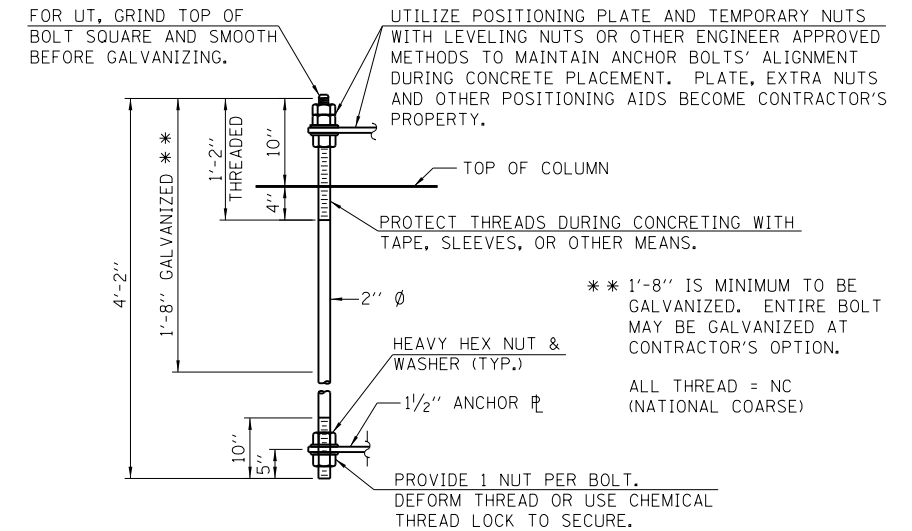 FOR UT, GRIND TOP OF
BOLT SQUARE AND SMOOTH
BEFORE GALVANIZING.
UTILIZE POSITIONING PLATE AND TEMPORARY NUTS
WITH LEVELING NUTS OR OTHER ENGINEER APPROVED
METHODS TO MAINTAIN ANCHOR BOLTS' ALIGNMENT
DURING CONCRETE PLACEMENT. PLATE, EXTRA NUTS
AND OTHER POSITIONING AIDS BECOME CONTRACTOR'S
PROPERTY.
4'-2''
1'-8'' GALVANIZED * *
1'-2''
THREADED
10''
4''
TOP OF COLUMN
PROTECT THREADS DURING CONCRETING WITH
TAPE, SLEEVES, OR OTHER MEANS.
2'' Ø
* * 1'-8'' IS MINIMUM TO BE
GALVANIZED. ENTIRE BOLT
MAY BE GALVANIZED AT
CONTRACTOR'S OPTION.
ALL THREAD = NC
(NATIONAL COARSE)
HEAVY HEX NUT &
WASHER (TYP.)
1½'' ANCHOR ⅊
10''
5''
PROVIDE 1 NUT PER BOLT.
DEFORM THREAD OR USE CHEMICAL
THREAD LOCK TO SECURE.